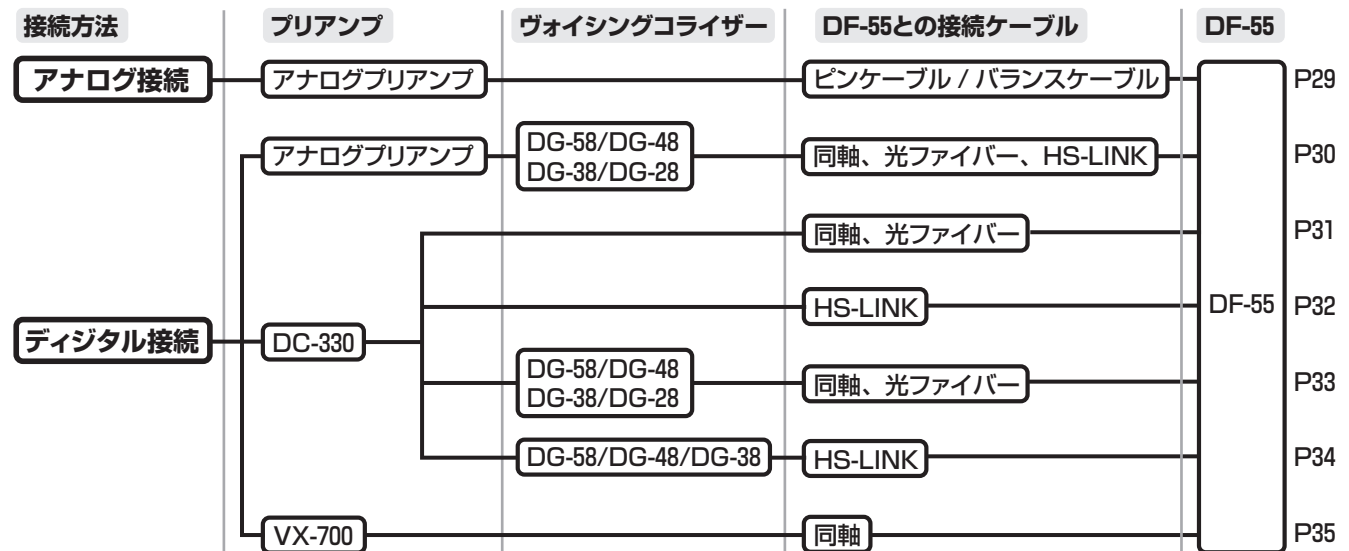 接続方法 プリアンプ ヴォイシングコライザー DF-55との接続ケーブル DF-55
アナログ接続 アナログプリアンプ ピンケーブル / バランスケーブル P29
アナログプリアンプ DG-58/DG-48 同軸、光ファイバー、HS-LINK P30
DG-38/DG-28
同軸、光ファイバー P31
ディジタル接続 DC-330 HS-LINK DF-55 P32
DG-58/DG-48 同軸、光ファイバー P33
DG-38/DG-28
DG-58/DG-48/DG-38 HS-LINK P34
VX-700 同軸 P35